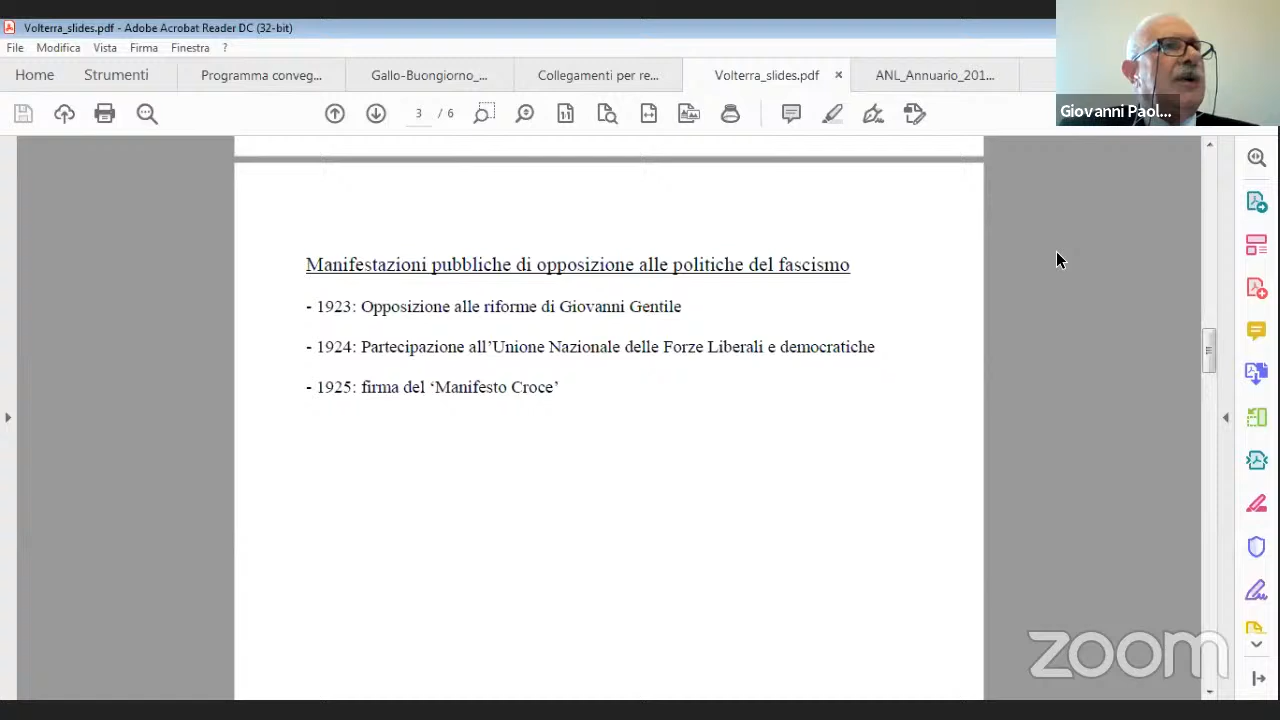 Volterra_slides.pdf - Adobe Acrobat Reader DC (32-bit)
File Modifica Vista Firma Finestra ?
Home Strumenti Programma conveg... Gallo-Buongiorno_... Collegamenti per re... Volterra_slides.pdf × ANL_Annuario_201...
3 / 6
Giovanni Paol...
Manifestazioni pubbliche di opposizione alle politiche del fascismo
- 1923: Opposizione alle riforme di Giovanni Gentile
- 1924: Partecipazione all’Unione Nazionale delle Forze Liberali e democratiche
- 1925: firma del ‘Manifesto Croce’
zoom